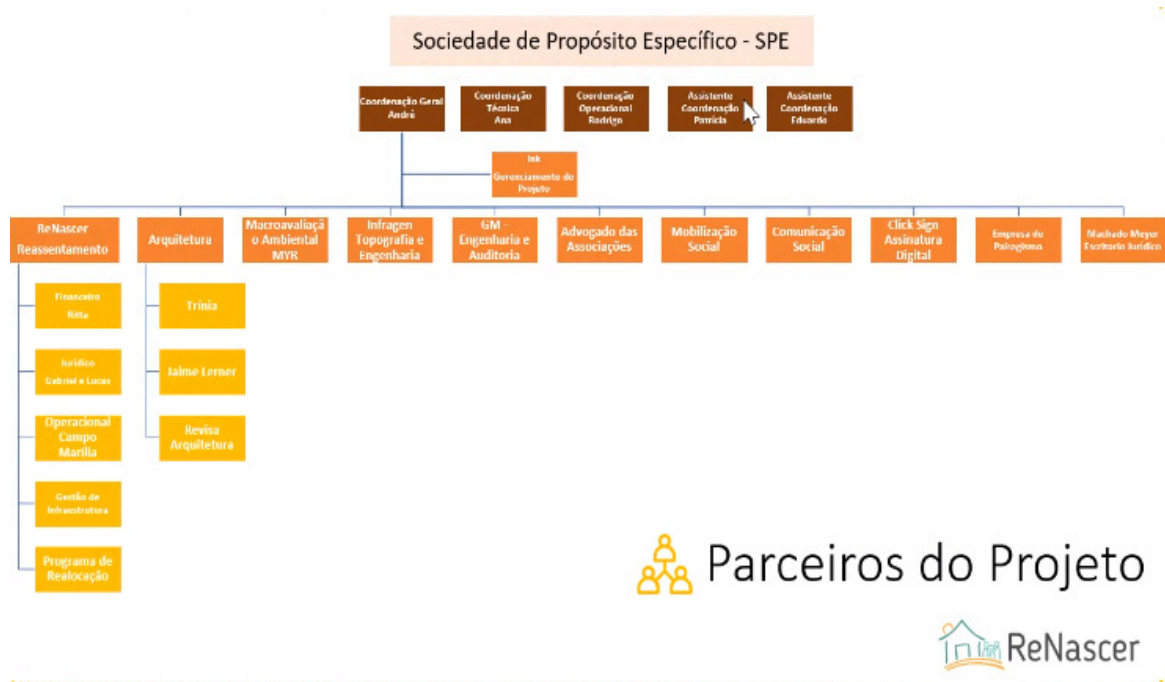 Sociedade de Propósito Específico - SPE
Coordenação Geral
André
Coordenação
Técnica
Ana
Coordenação
Operacional
Rodrigo
Assistente
Coordenação
Patrícia
Assistente
Coordenação
Eduardo
Gerenciamento do
Projeto
ReNascer
Reassentamento
Arquitetura
Macroavaliaçã
o Ambiental
MYR
Infragen
Topografia e
Engenharia
GM -
Engenharia e
Auditoria
Advogado das
Associações
Mobilização
Social
Comunicação
Social
Click Sign
Assinatura
Digital
Empresa de
Paisagismo
Machado Meyer
Escritorio Jurídico
Financeiro
Ritta
Jurídico
Gabriel e Lucas
Operacional
Campo
Marília
Gestão de
Infraestrutura
Programa de
Realocação
Trinia
Jaime Lerner
Revisa
Arquitetura
Parceiros do Projeto
ReNascer